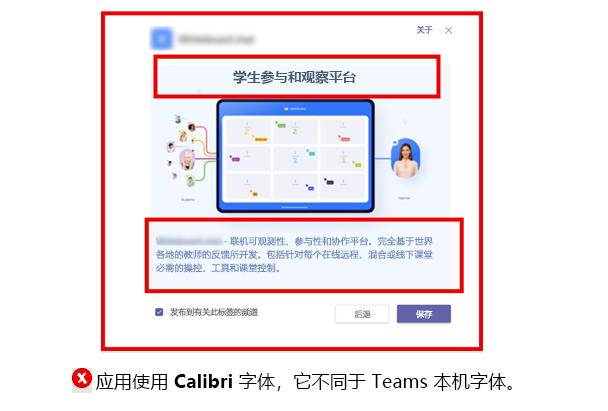 关于
学生参与和观察平台
- 联机可观测性、参与性和协作平台。完全基于世界
各地的教师的反馈所开发。包括针对每个在线远程、混合或线下课堂
必需的操控、工具和课堂控制。
发布到有关此标签的频道
后退
保存
应用使用 Calibri 字体，它不同于 Teams 本机字体。